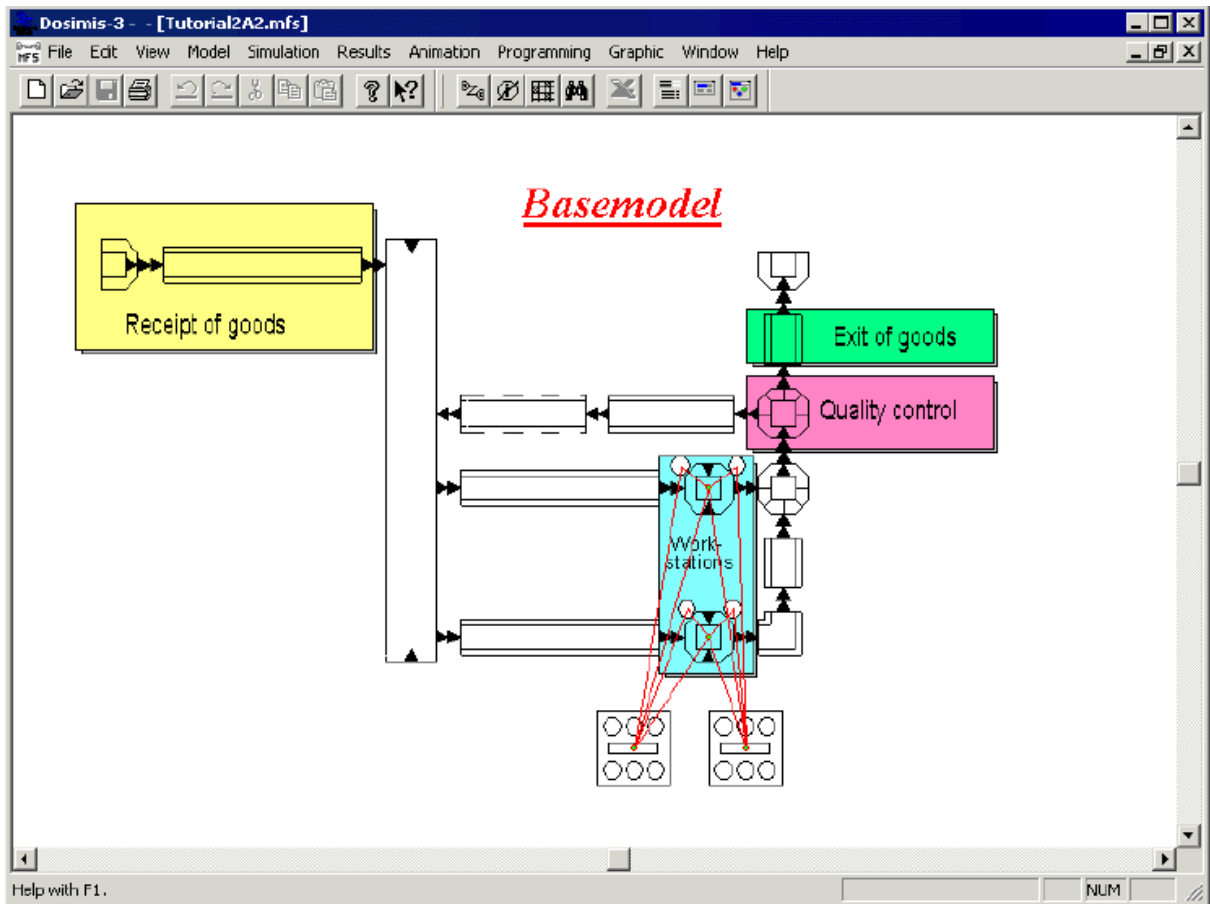 Dosimis-3 - - [Tutorial2A2.mfs]
MFS File Edit View Model Simulation Results Animation Programming Graphic Window Help
Basemodel
Receipt of goods
Exit of goods
Quality control
Work-
stations
Help with F1.
NUM